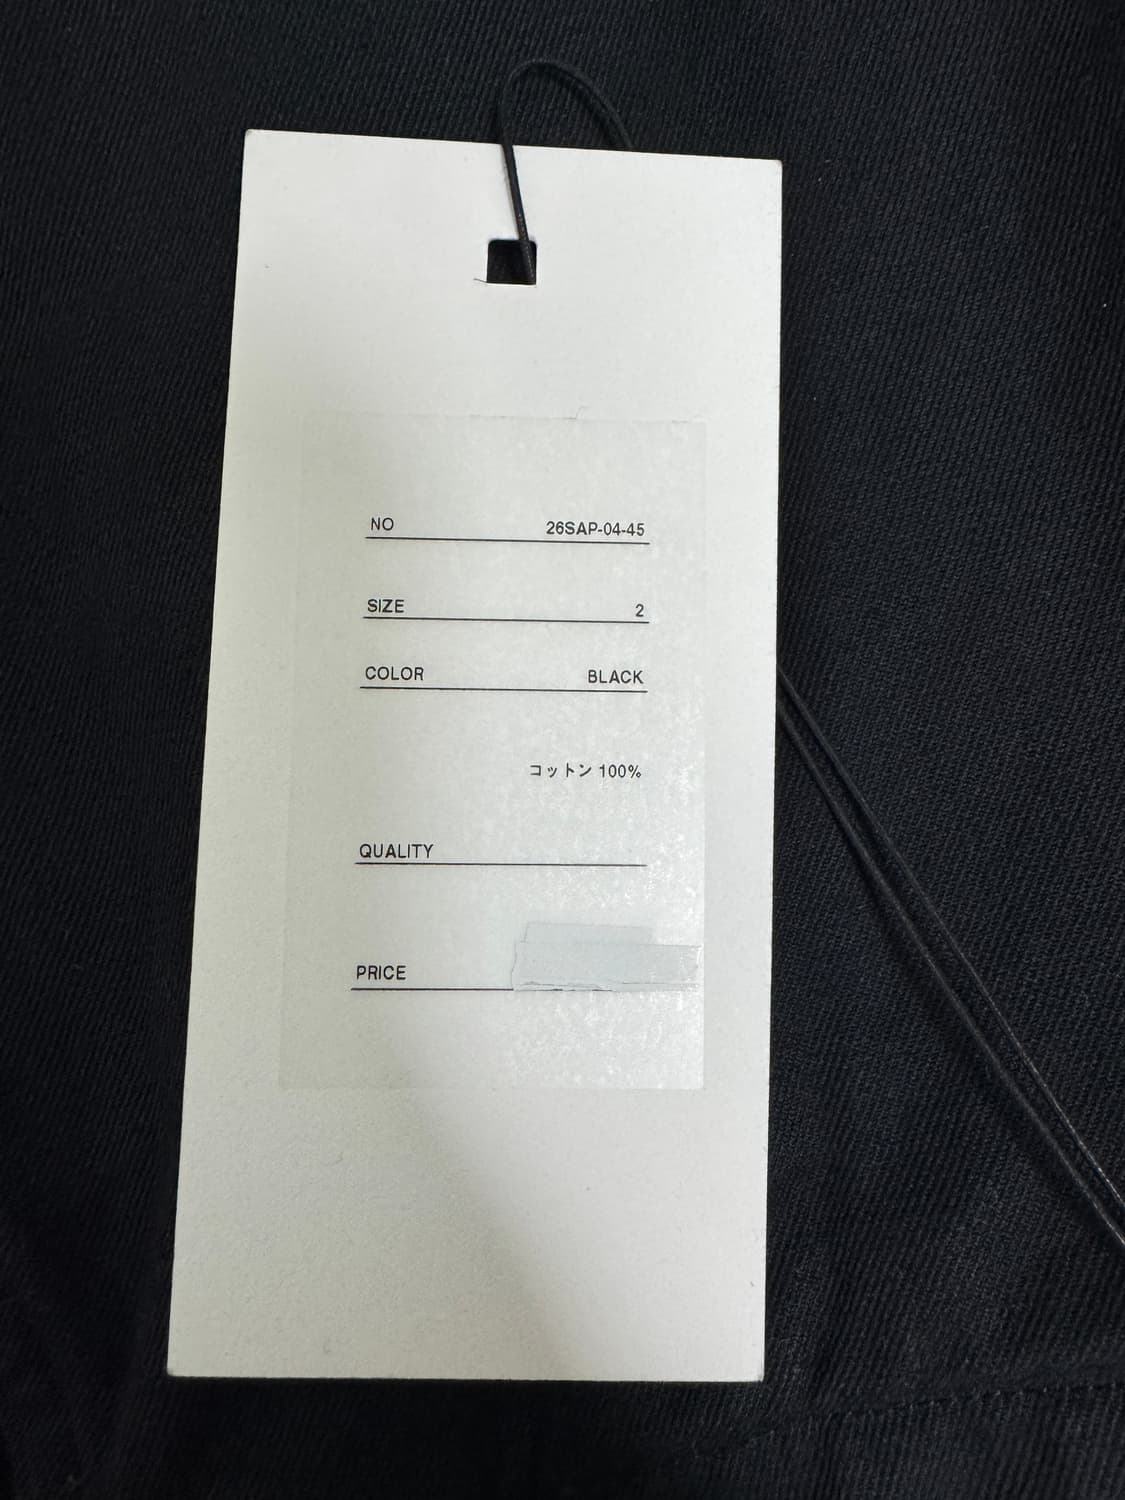 NO 26SAP-04-45
SIZE 2
COLOR BLACK
コットン 100%
QUALITY
PRICE